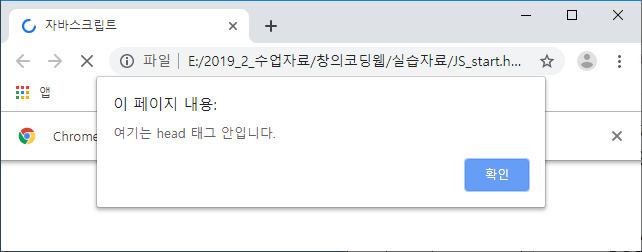 자바스크립트
파일 E:/2019_2_수업자료/창의코딩웹/실습자료/JS_start.h...
앱
이 페이지 내용:
여기는 head 태그 안입니다.
Chrome
확인